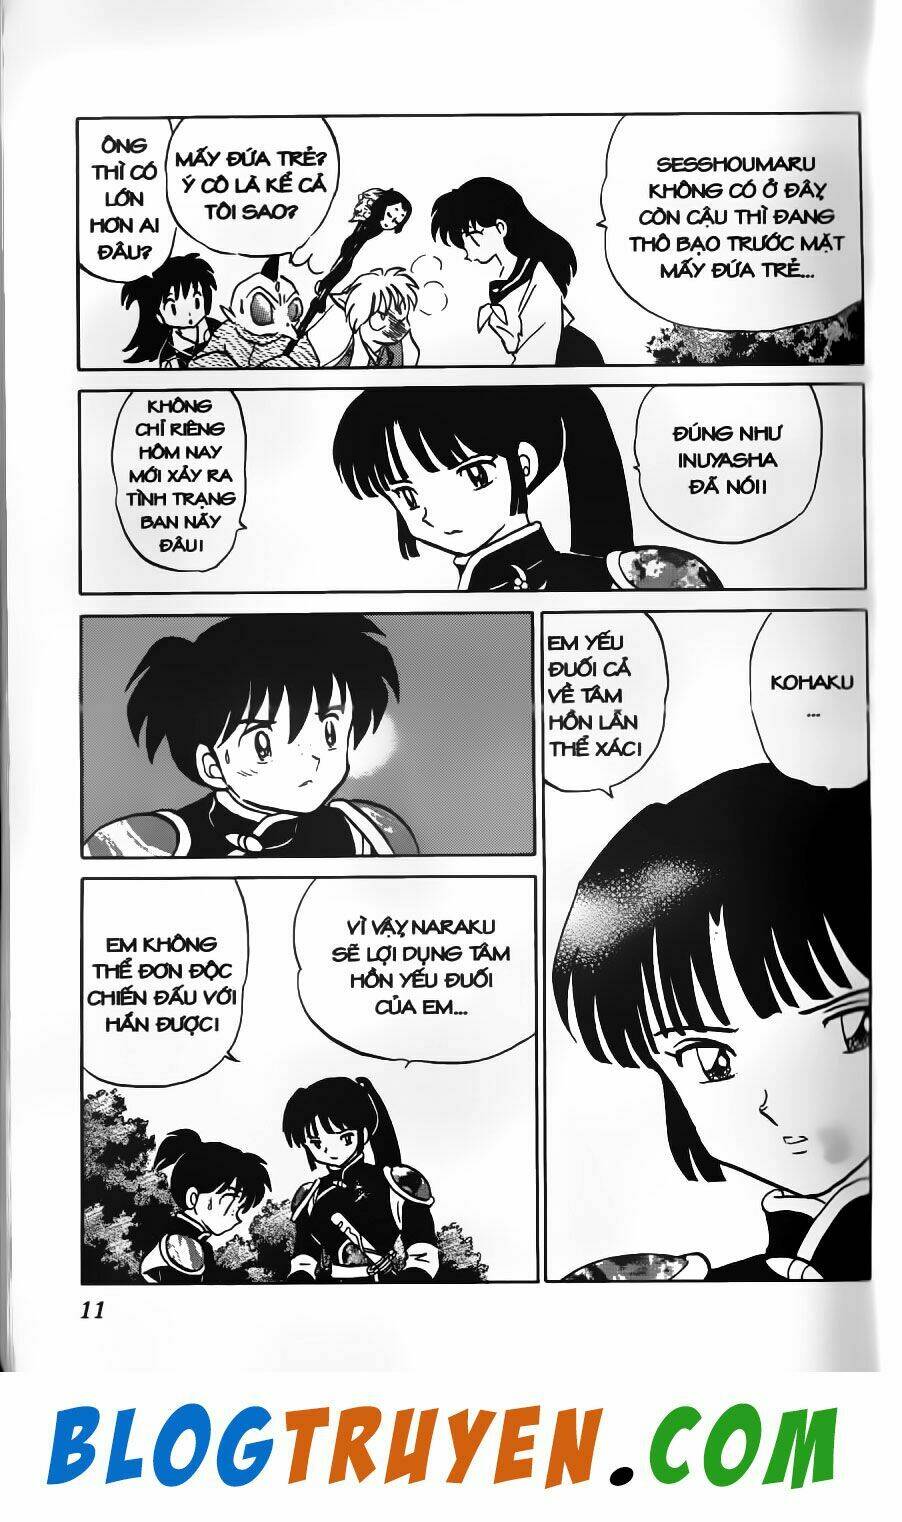 SESSHOUMARU
KHÔNG CÓ Ở ĐÂY,
CÒN CẬU THÌ ĐANG
THÔ BẠO TRƯỚC MẶT
MẤY ĐỨA TRẺ...
MẤY ĐỨA TRẺ?
Ý CÔ LÀ KỂ CẢ
TÔI SAO?
ÔNG
THÌ CÓ
LỚN
HƠN AI
ĐÂU?
ĐÚNG NHƯ
INUYASHA
ĐÃ NÓI!
KHÔNG
CHỈ RIÊNG
HÔM NAY
MỚI XẢY RA
TÌNH TRẠNG
BAN NÃY
ĐÂU!
KOHAKU
...
EM YẾU
ĐUỐI CẢ
VỀ TÂM
HỒN LẪN
THỂ XÁC!
VÌ VẬY, NARAKU
SẼ LỢI DỤNG TÂM
HỒN YẾU ĐUỐI
CỦA EM...
EM KHÔNG
THỂ ĐƠN ĐỘC
CHIẾN ĐẤU VỚI
HẮN ĐƯỢC!
11
BLOGTRUYEN.COM